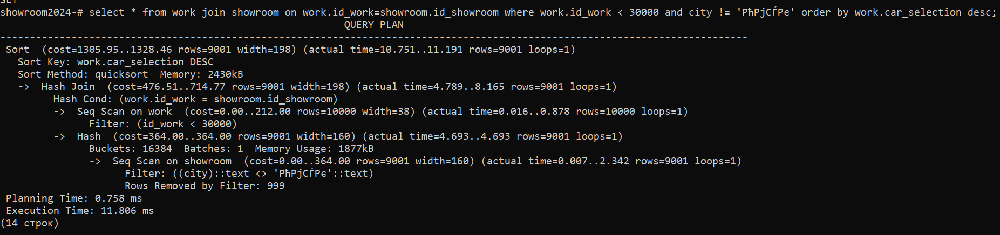 SET
showroom2024-# select * from work join showroom on work.id_work=showroom.id_showroom where work.id_work < 30000 and city != 'РћРјСЃРє' order by work.car_selection desc;
QUERY PLAN
------------------------------------------------------------------------------------------------------------------------------
Sort  (cost=1305.95..1328.46 rows=9001 width=198) (actual time=10.751..11.191 rows=9001 loops=1)
Sort Key: work.car_selection DESC
Sort Method: quicksort  Memory: 2430kB
->  Hash Join  (cost=476.51..714.77 rows=9001 width=198) (actual time=4.789..8.165 rows=9001 loops=1)
Hash Cond: (work.id_work = showroom.id_showroom)
->  Seq Scan on work  (cost=0.00..212.00 rows=10000 width=38) (actual time=0.016..0.878 rows=10000 loops=1)
Filter: (id_work < 30000)
->  Hash  (cost=364.00..364.00 rows=9001 width=160) (actual time=4.693..4.693 rows=9001 loops=1)
Buckets: 16384  Batches: 1  Memory Usage: 1877kB
->  Seq Scan on showroom  (cost=0.00..364.00 rows=9001 width=160) (actual time=0.007..2.342 rows=9001 loops=1)
Filter: ((city)::text <> 'РћРјСЃРє'::text)
Rows Removed by Filter: 999
Planning Time: 0.758 ms
Execution Time: 11.806 ms
(14 строк)